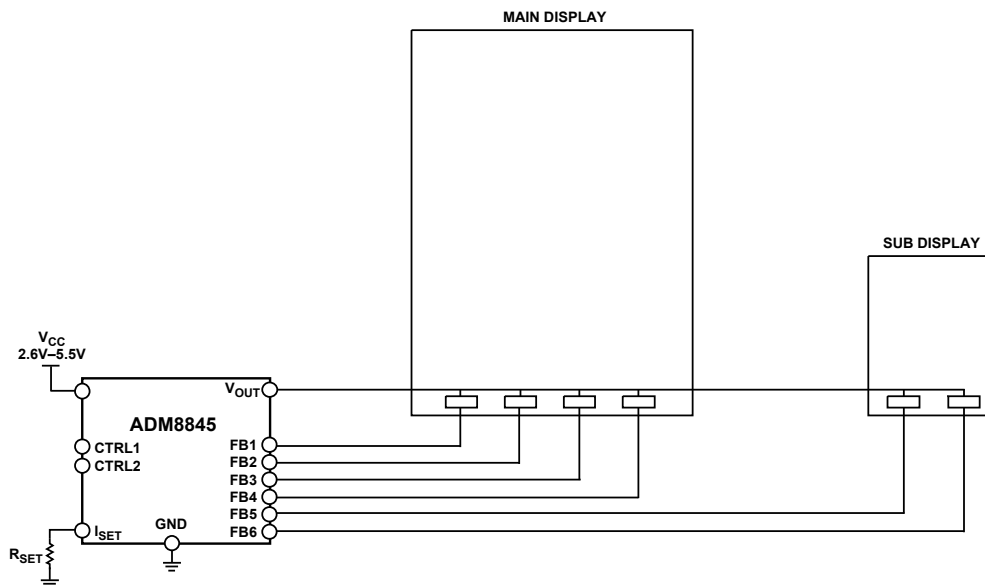 MAIN DISPLAY
SUB DISPLAY
VCC
2.6V–5.5V
VOUT
ADM8845
CTRL1
CTRL2
FB1
FB2
FB3
FB4
FB5
FB6
ISET
GND
RSET